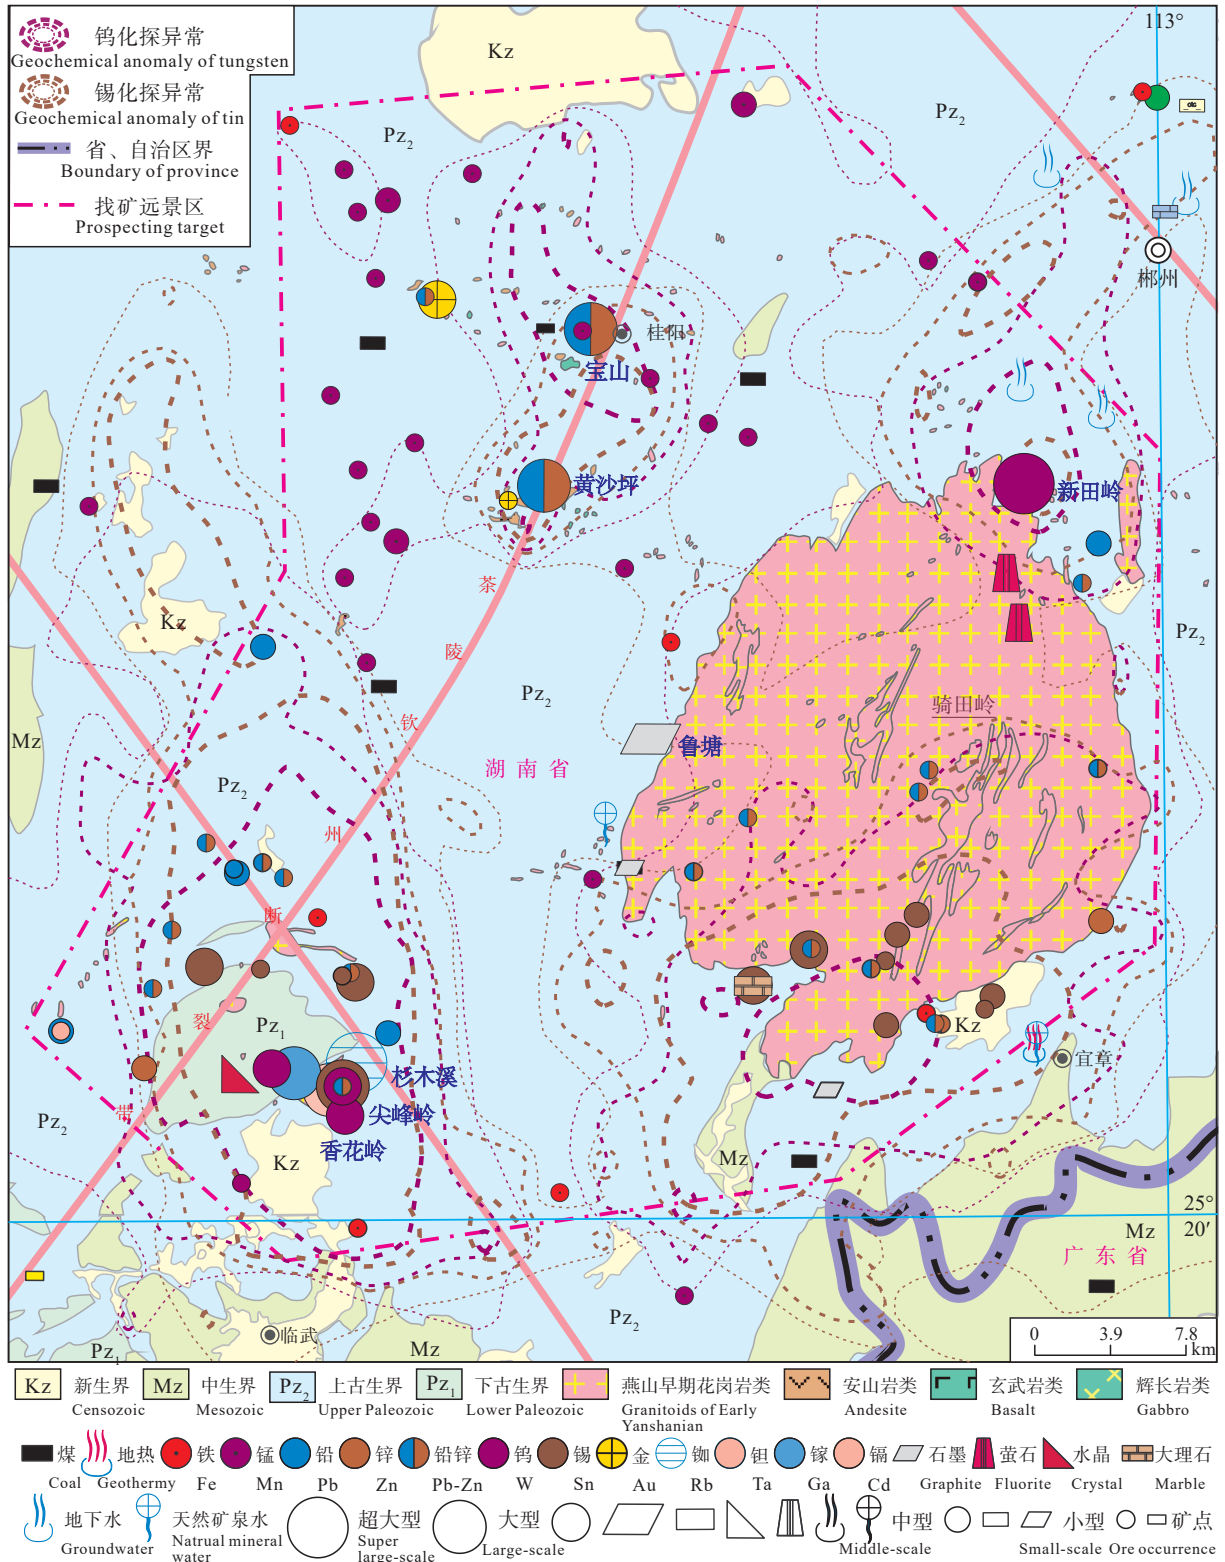 钨化探异常
Geochemical anomaly of tungsten
锡化探异常
Geochemical anomaly of tin
省、自治区界
Boundary of province
找矿远景区
Prospecting target
113°
Kz
Pz₂
Pz₂
郴州
桂阳
宝山
黄沙坪
新田岭
茶
陵
钦
州
断
裂
带
Kz
Pz₂
Pz₂
骑田岭
鲁塘
湖南省
Mz
Pz₂
Pz₁
Kz
宜章
杉木溪
尖峰岭
香花岭
Pz₂
Kz
Mz
25°
20′
Mz
广东省
Pz₂
临武
Pz₁
Mz
0 3.9 7.8
km
Kz 新生界 Mz 中生界 Pz₂ 上古生界 Pz₁ 下古生界 燕山早期花岗岩类 安山岩类 玄武岩类 辉长岩类
Censozoic Mesozoic Upper Paleozoic Lower Paleozoic Granitoids of Early Yanshanian Andesite Basalt Gabbro
煤 地热 铁 锰 铅 锌 铅锌 钨 锡 金 铷 钽 镓 镉 石墨 萤石 水晶 大理石
Coal Geothermy Fe Mn Pb Zn Pb-Zn W Sn Au Rb Ta Ga Cd Graphite Fluorite Crystal Marble
地下水 天然矿泉水 超大型 大型 中型 小型 矿点
Groundwater Natrual mineral water Super large-scale Large-scale Middle-scale Small-scale Ore occurrence